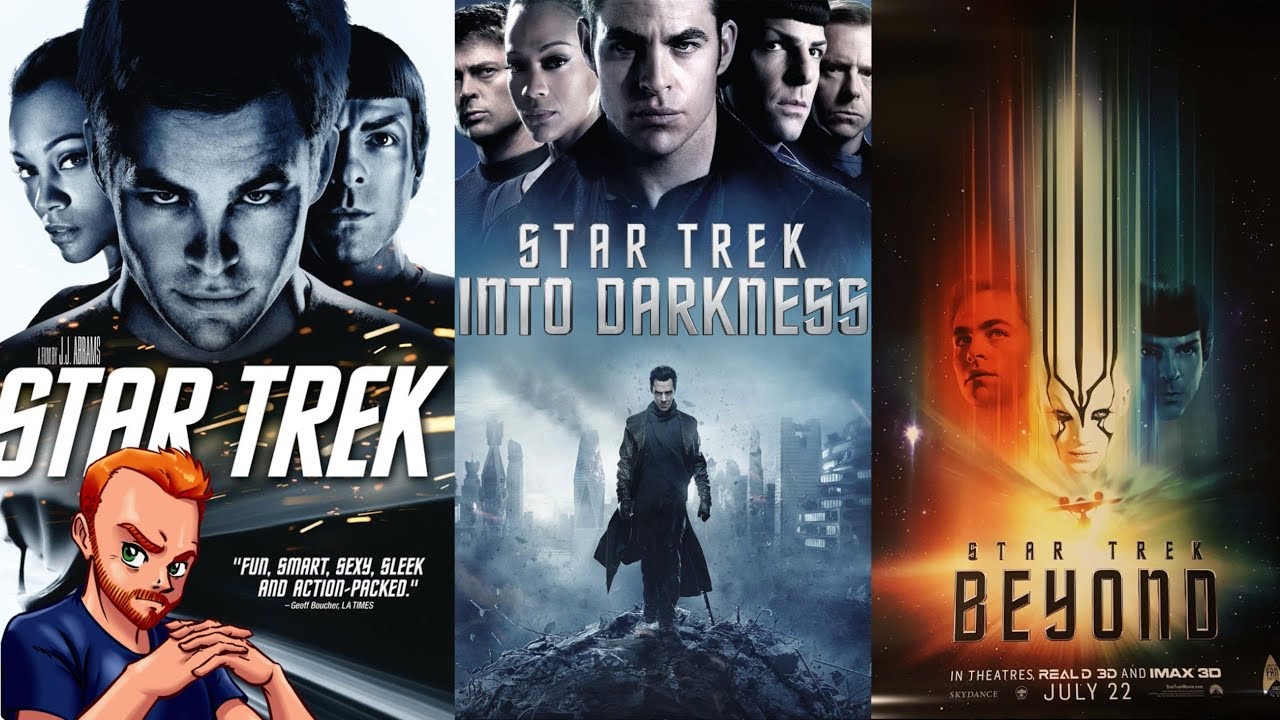 A FILM BY J.J. ABRAMS
STAR TREK
"FUN, SMART, SEXY, SLEEK
AND ACTION-PACKED."
– Geoff Boucher, LA TIMES
STAR TREK
INTO DARKNESS
STAR TREK
BEYOND
IN THEATRES, REAL D 3D AND IMAX 3D
SKYDANCE
JULY 22
StarTrekMovie.com